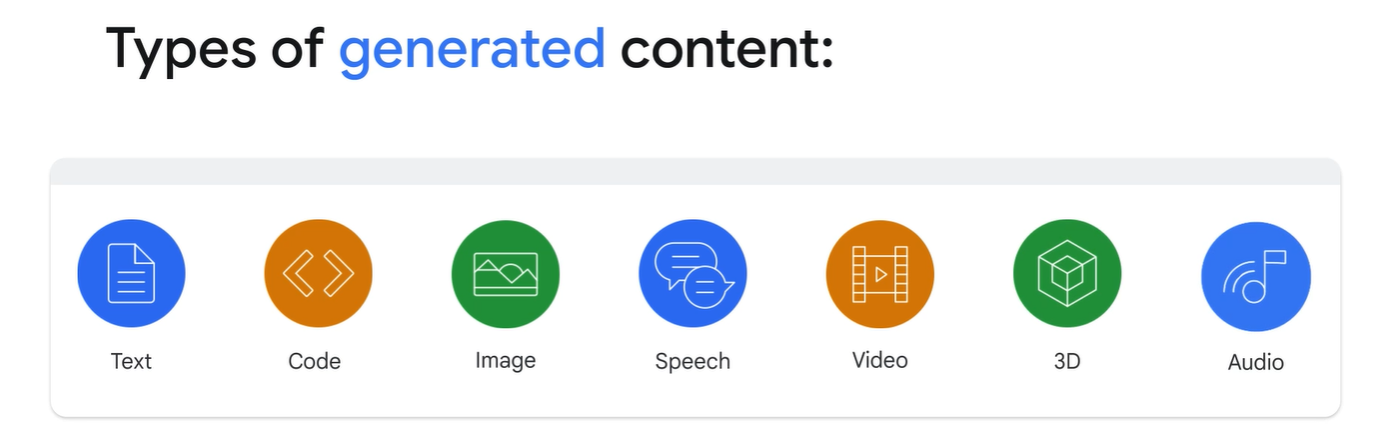 Types of generated content:
Text
Code
Image
Speech
Video
3D
Audio